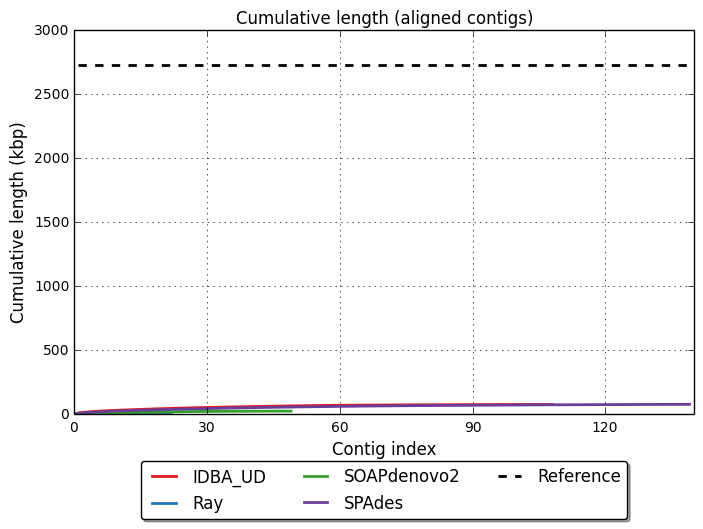 Cumulative length (aligned contigs)
3000
2500
2000
1500
1000
500
0
Cumulative length (kbp)
0 30 60 90 120
Contig index
IDBA_UD SOAPdenovo2 Reference
Ray SPAdes